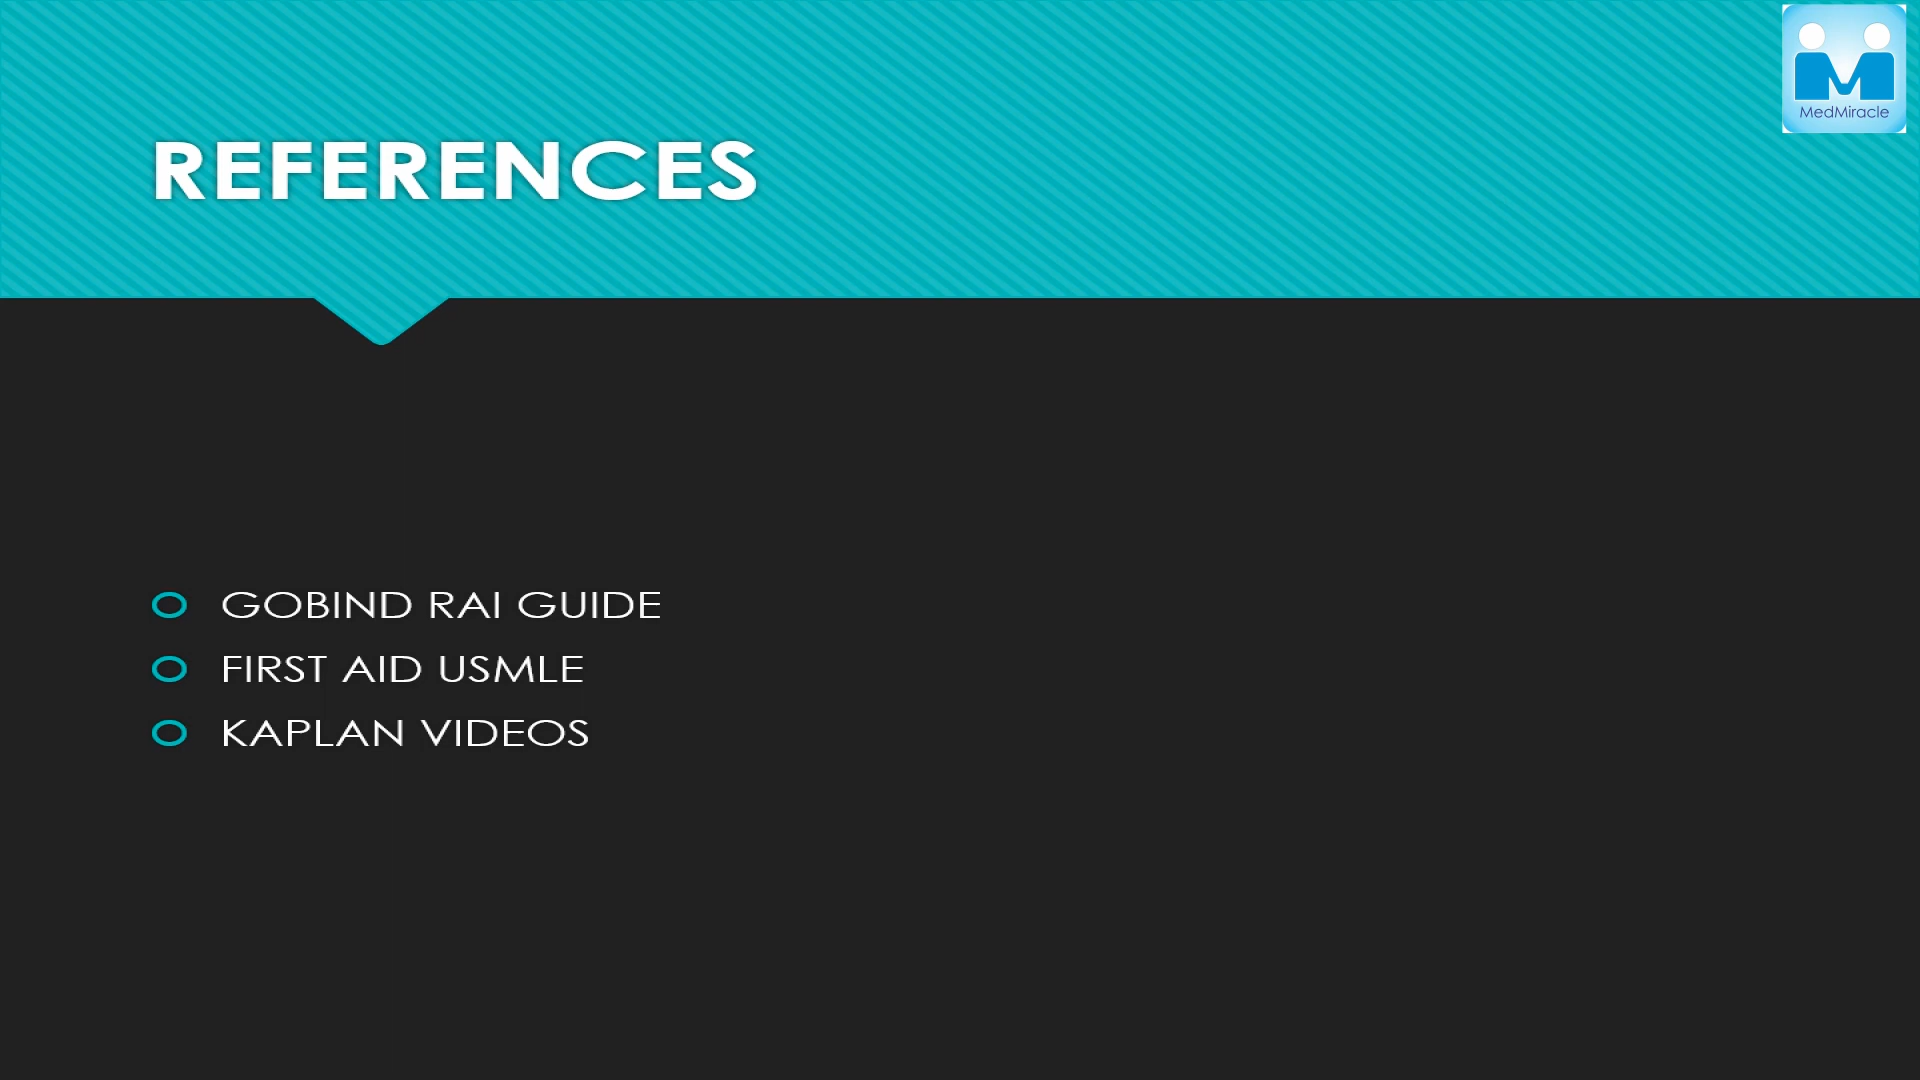 MedMiracle
REFERENCES
GOBIND RAI GUIDE
FIRST AID USMLE
KAPLAN VIDEOS